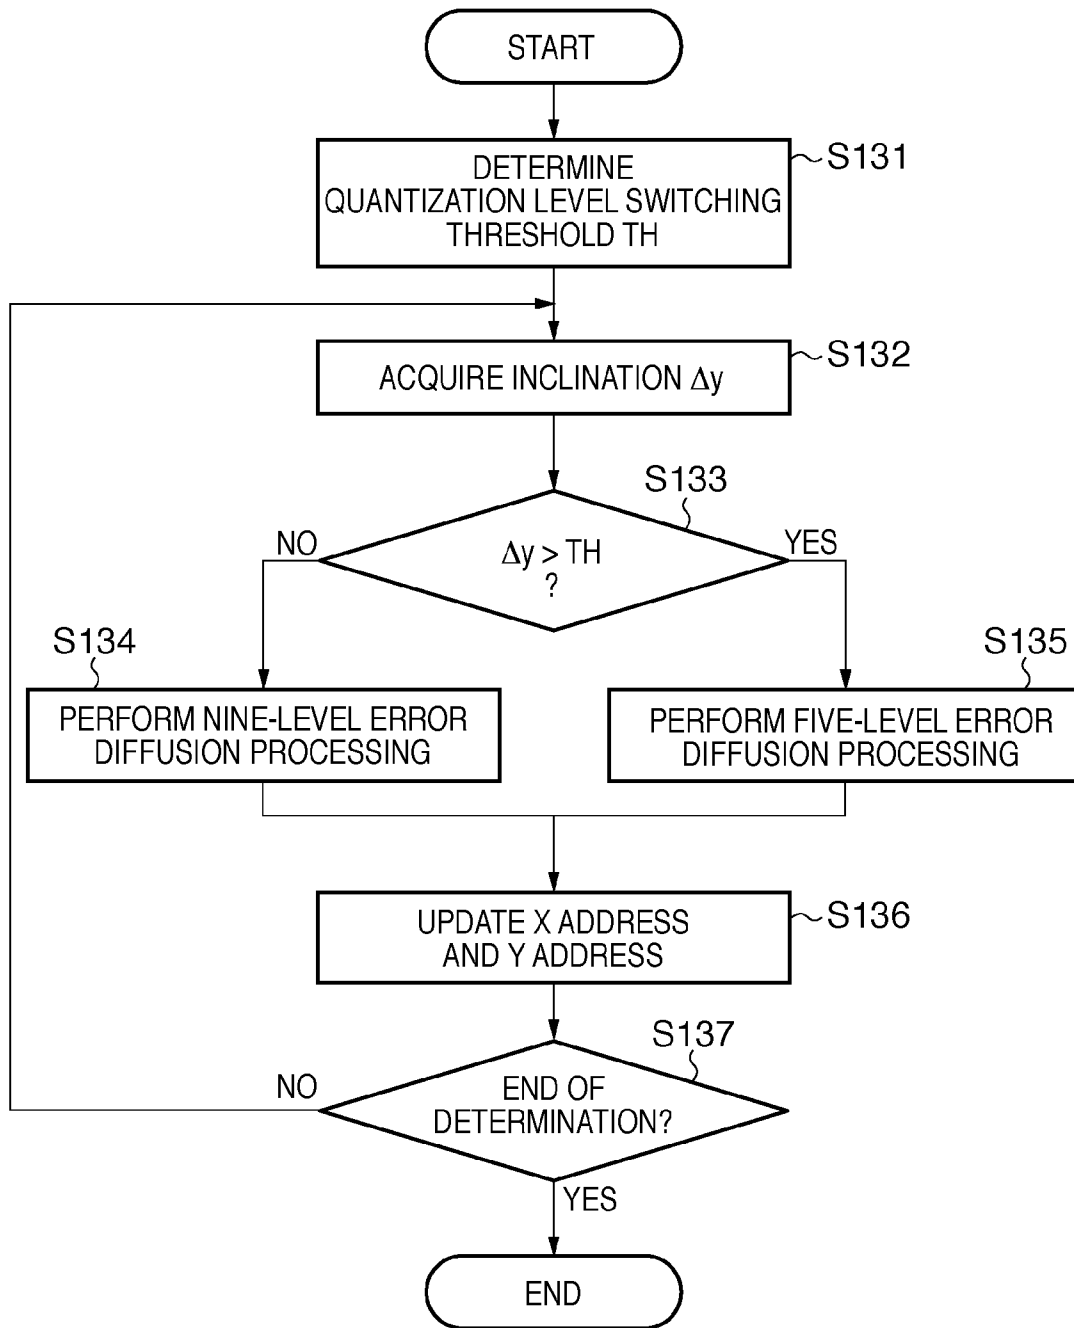 START
DETERMINE
QUANTIZATION LEVEL SWITCHING
THRESHOLD TH
S131
ACQUIRE INCLINATION Δy
S132
S133
Δy > TH
?
NO
YES
S134
PERFORM NINE-LEVEL ERROR
DIFFUSION PROCESSING
S135
PERFORM FIVE-LEVEL ERROR
DIFFUSION PROCESSING
UPDATE X ADDRESS
AND Y ADDRESS
S136
S137
END OF
DETERMINATION?
NO
YES
END